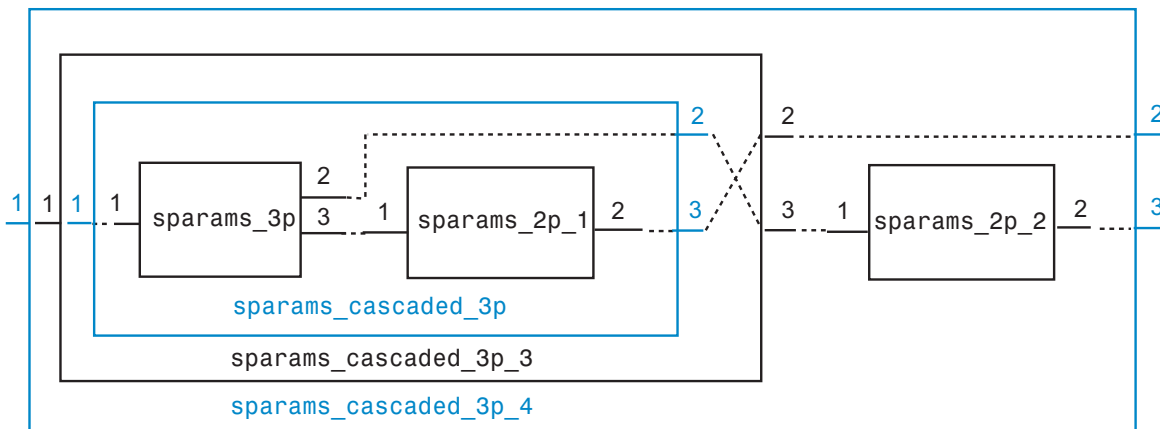 2 2 2
2
1 1 1 1 sparams_3p 3 1 sparams_2p_1 2 3 3 1 sparams_2p_2 2 3
sparams_cascaded_3p
sparams_cascaded_3p_3
sparams_cascaded_3p_4